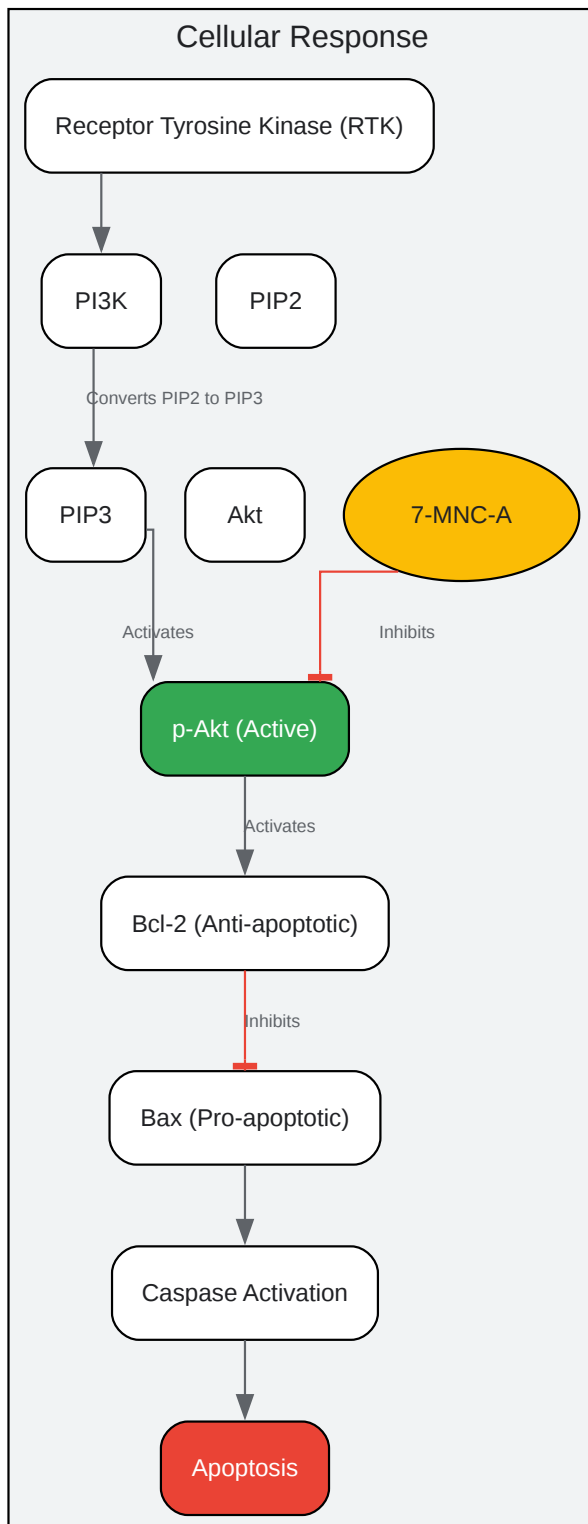 Cellular Response
Receptor Tyrosine Kinase (RTK)
PI3K
PIP2
Converts PIP2 to PIP3
PIP3
Akt
7-MNC-A
Activates
Inhibits
p-Akt (Active)
Activates
Bcl-2 (Anti-apoptotic)
Inhibits
Bax (Pro-apoptotic)
Caspase Activation
Apoptosis